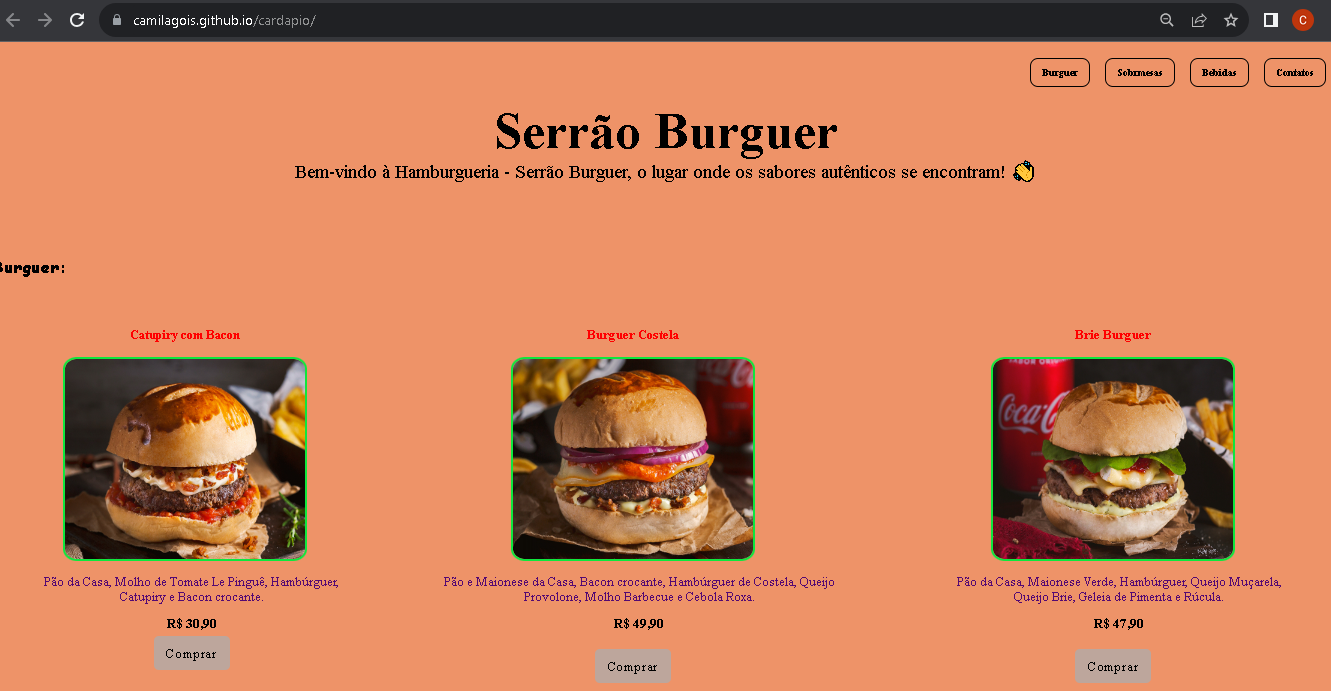 camilagois.github.io/cardapio/
C
Burguer Sobrmesas Bebidas Contatos
Serrão Burguer
Bem-vindo à Hamburgueria - Serrão Burguer, o lugar onde os sabores autênticos se encontram! 👏
Burguer:
Catupiry com Bacon
Pão da Casa, Molho de Tomate Le Pinguê, Hambúrguer,
Catupiry e Bacon crocante.
R$ 30,90
Comprar
Burguer Costela
Pão e Maionese da Casa, Bacon crocante, Hambúrguer de Costela, Queijo
Provolone, Molho Barbecue e Cebola Roxa.
R$ 49,90
Comprar
Brie Burguer
SABOR ORIG
Coca-C
Pão da Casa, Maionese Verde, Hambúrguer, Queijo Muçarela,
Queijo Brie, Geleia de Pimenta e Rúcula.
R$ 47,90
Comprar